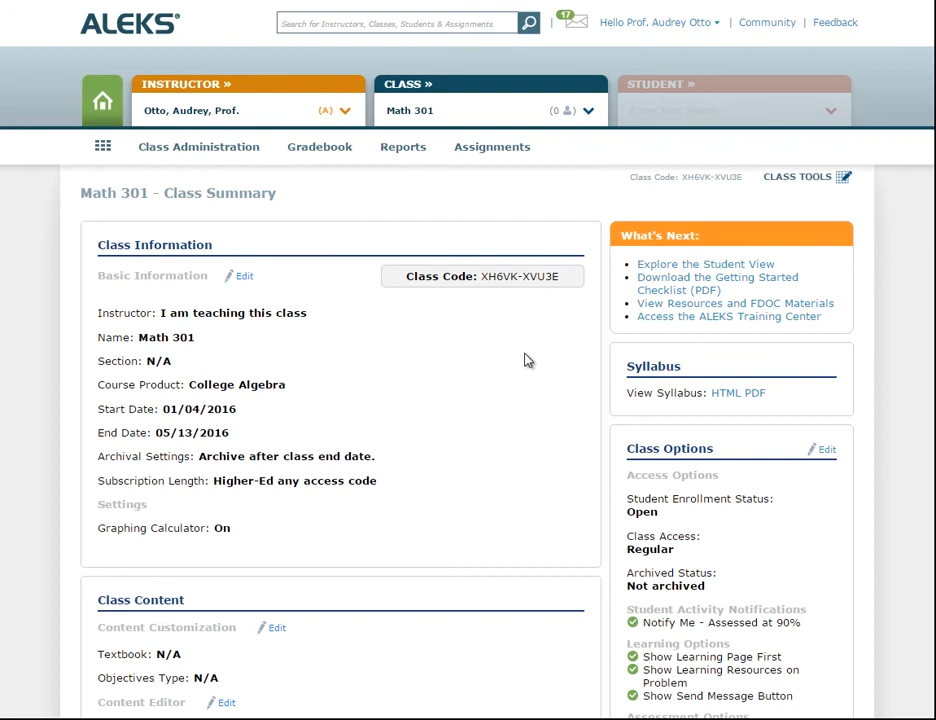 ALEKS®
Search for Instructors, Classes, Students & Assignments
17
Hello Prof. Audrey Otto
Community
Feedback
INSTRUCTOR »
CLASS »
STUDENT »
Otto, Audrey, Prof.
(A)
Math 301
(0 )
Enter Your Search
Class Administration
Gradebook
Reports
Assignments
Class Code: XH6VK-XVU3E
CLASS TOOLS
Math 301 - Class Summary
Class Information
Basic Information
Edit
Class Code: XH6VK-XVU3E
Instructor: I am teaching this class
Name: Math 301
Section: N/A
Course Product: College Algebra
Start Date: 01/04/2016
End Date: 05/13/2016
Archival Settings: Archive after class end date.
Subscription Length: Higher-Ed any access code
Settings
Graphing Calculator: On
Class Content
Content Customization
Edit
Textbook: N/A
Objectives Type: N/A
Content Editor
Edit
What's Next:
Explore the Student View
Download the Getting Started
Checklist (PDF)
View Resources and FDOC Materials
Access the ALEKS Training Center
Syllabus
View Syllabus: HTML PDF
Class Options
Edit
Access Options
Student Enrollment Status:
Open
Class Access:
Regular
Archived Status:
Not archived
Student Activity Notifications
Notify Me - Assessed at 90%
Learning Options
Show Learning Page First
Show Learning Resources on
Problem
Show Send Message Button
Assessment Options